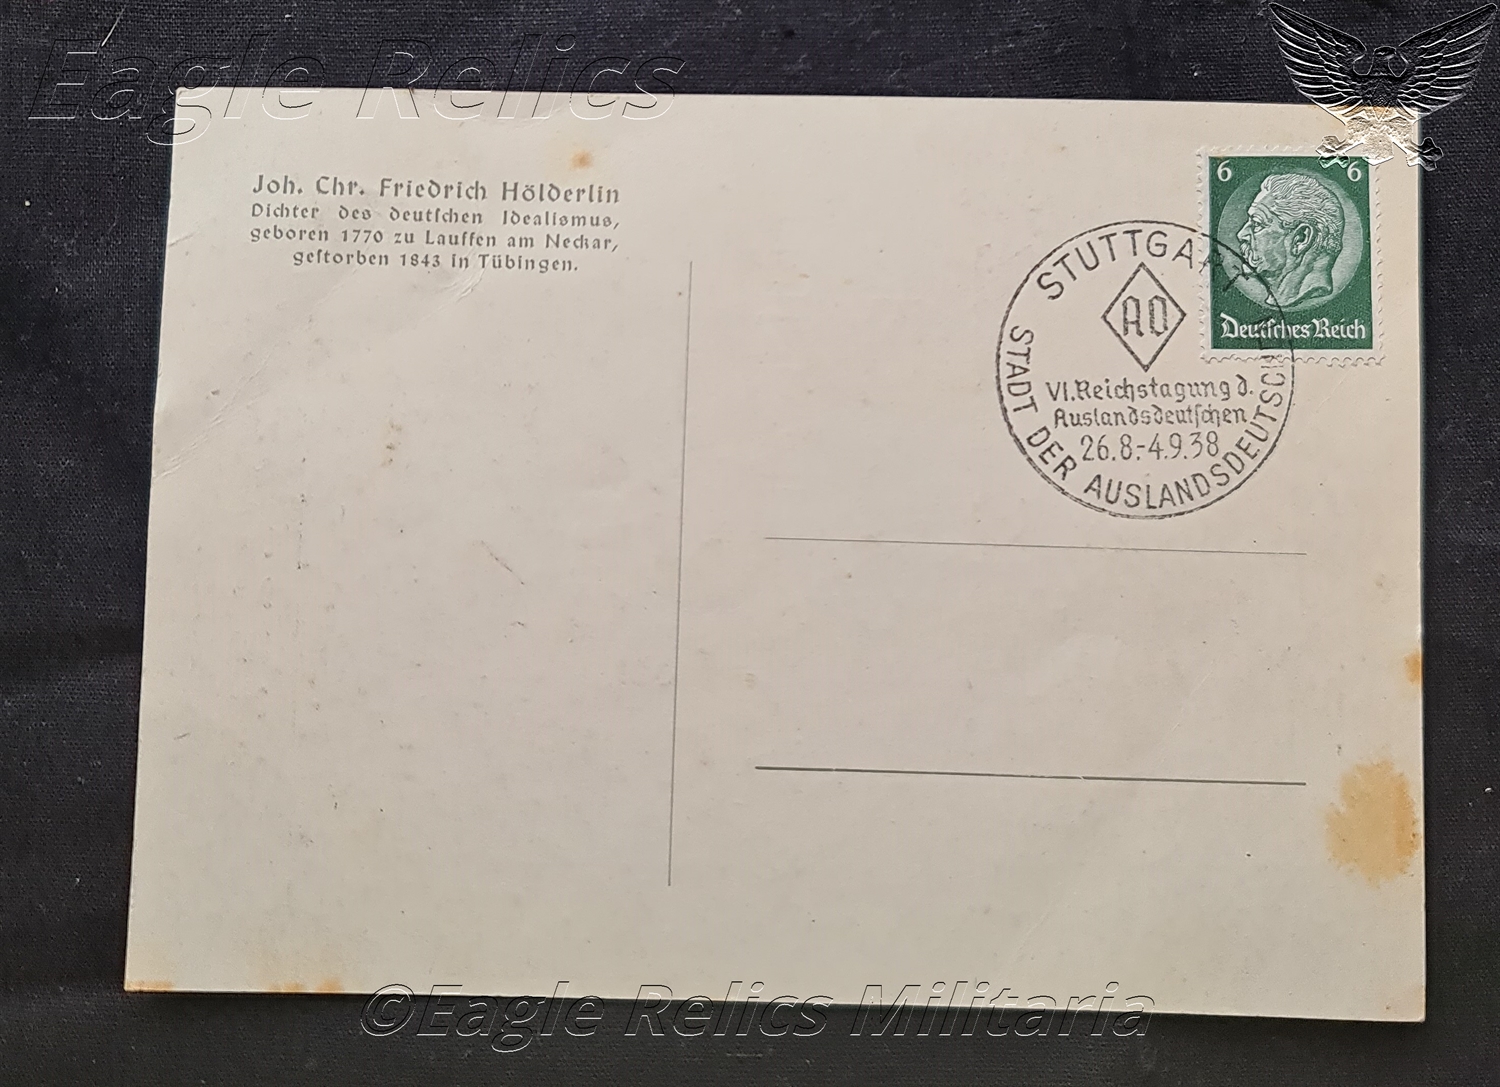 Eagle Relics
Joh. Chr. Friedrich Hölderlin
Dichter des deutſchen Idealismus,
geboren 1770 zu Lauffen am Neckar,
geſtorben 1843 in Tübingen.
6 6
Deutſches Reich
STUTTGART
AO
VI. Reichstagung d.
Auslandsdeutſchen
26.8.-4.9.38
STADT DER AUSLANDSDEUTSCHEN
©Eagle Relics Militaria